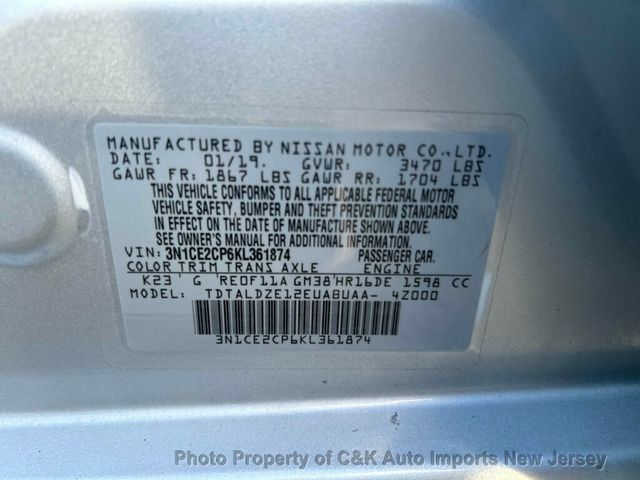 MANUFACTURED BY NISSAN MOTOR CO.,LTD.
DATE: 01/19. GVWR: 3470 LBS
GAWR FR: 1867 LBS GAWR RR: 1704 LBS
THIS VEHICLE CONFORMS TO ALL APPLICABLE FEDERAL MOTOR
VEHICLE SAFETY, BUMPER AND THEFT PREVENTION STANDARDS
IN EFFECT ON THE DATE OF MANUFACTURE SHOWN ABOVE.
SEE OWNER'S MANUAL FOR ADDITIONAL INFORMATION.
VIN: 3N1CE2CP6KL361874 PASSENGER CAR.
COLOR TRIM TRANS AXLE ENGINE
K23 G RE0F11A GM38 HR16DE 1598 CC
MODEL: TDTALDZE12EUABUAA- 4Z000
3N1CE2CP6KL361874
Photo Property of C&K Auto Imports New Jersey